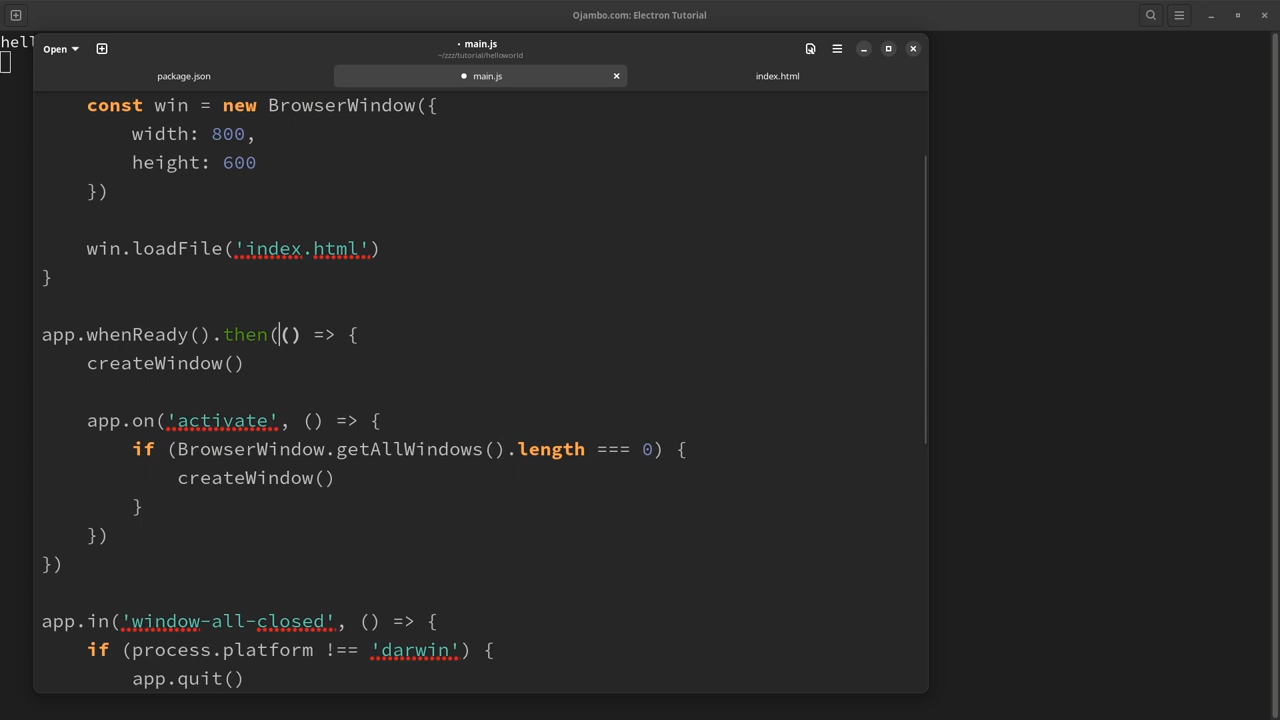 Ojambo.com: Electron Tutorial
hell
Open
• main.js
~/zzz/tutorial/helloworld
package.json
● main.js
index.html
const win = new BrowserWindow({
width: 800,
height: 600
})
win.loadFile('index.html')
}
app.whenReady().then(() => {
createWindow()
app.on('activate', () => {
if (BrowserWindow.getAllWindows().length === 0) {
createWindow()
}
})
})
app.in('window-all-closed', () => {
if (process.platform !== 'darwin') {
app.quit()